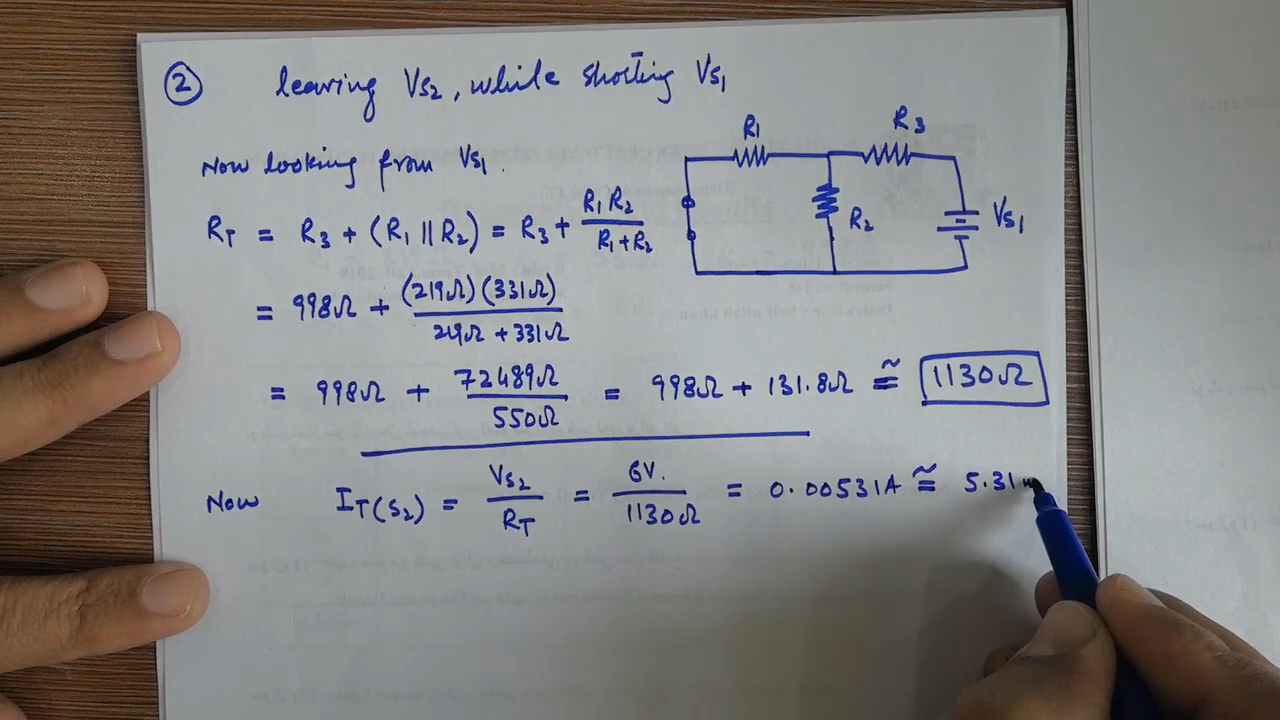 ② leaving VS2, while shorting VS1
Now looking from VS1.
RT = R3 + (R1 || R2) = R3 + R1R2 / R1+R2
= 998Ω + (219Ω)(331Ω) / 219Ω + 331Ω
= 998Ω + 72489Ω / 550Ω = 998Ω + 131.8Ω ≅ 1130Ω
Now IT(S2) = VS2 / RT = 6V. / 1130Ω = 0.00531A ≅ 5.31m
R1
R3
R2
VS1